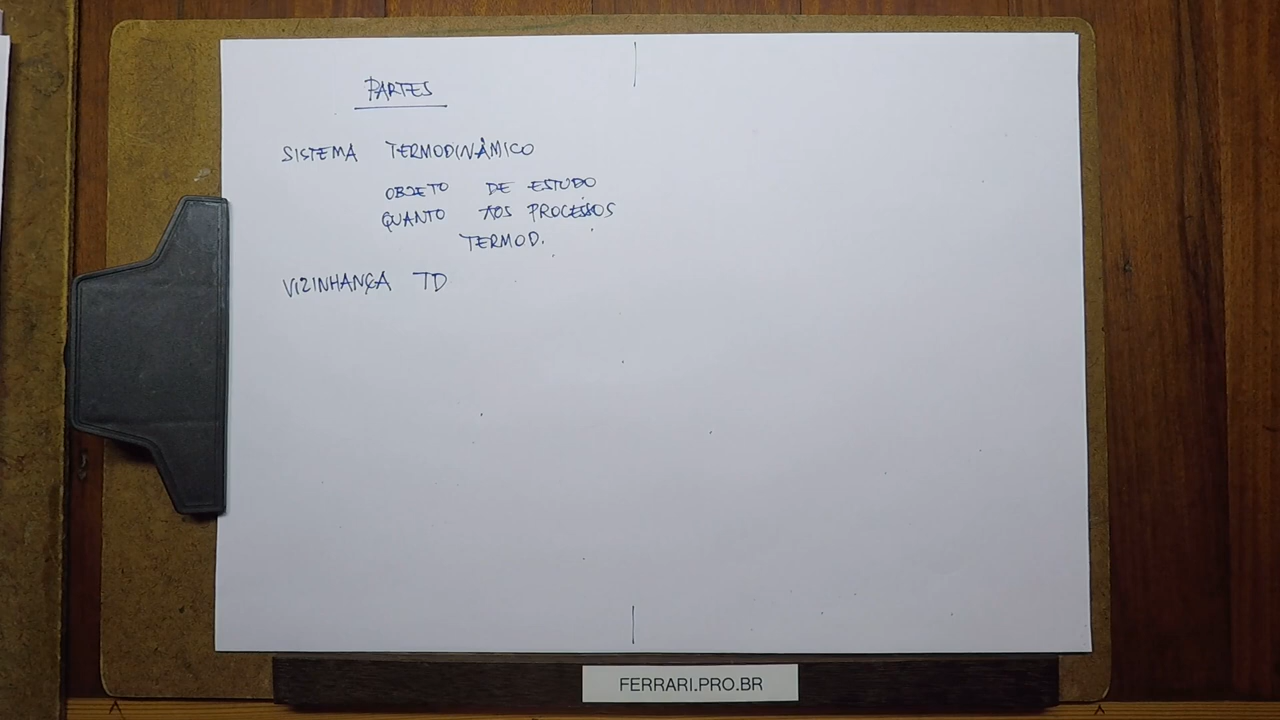 PARTES
SISTEMA TERMODINÂMICO
OBJETO DE ESTUDO
QUANTO AOS PROCESSOS
TERMOD.
VIZINHANÇA TD
FERRARI.PRO.BR